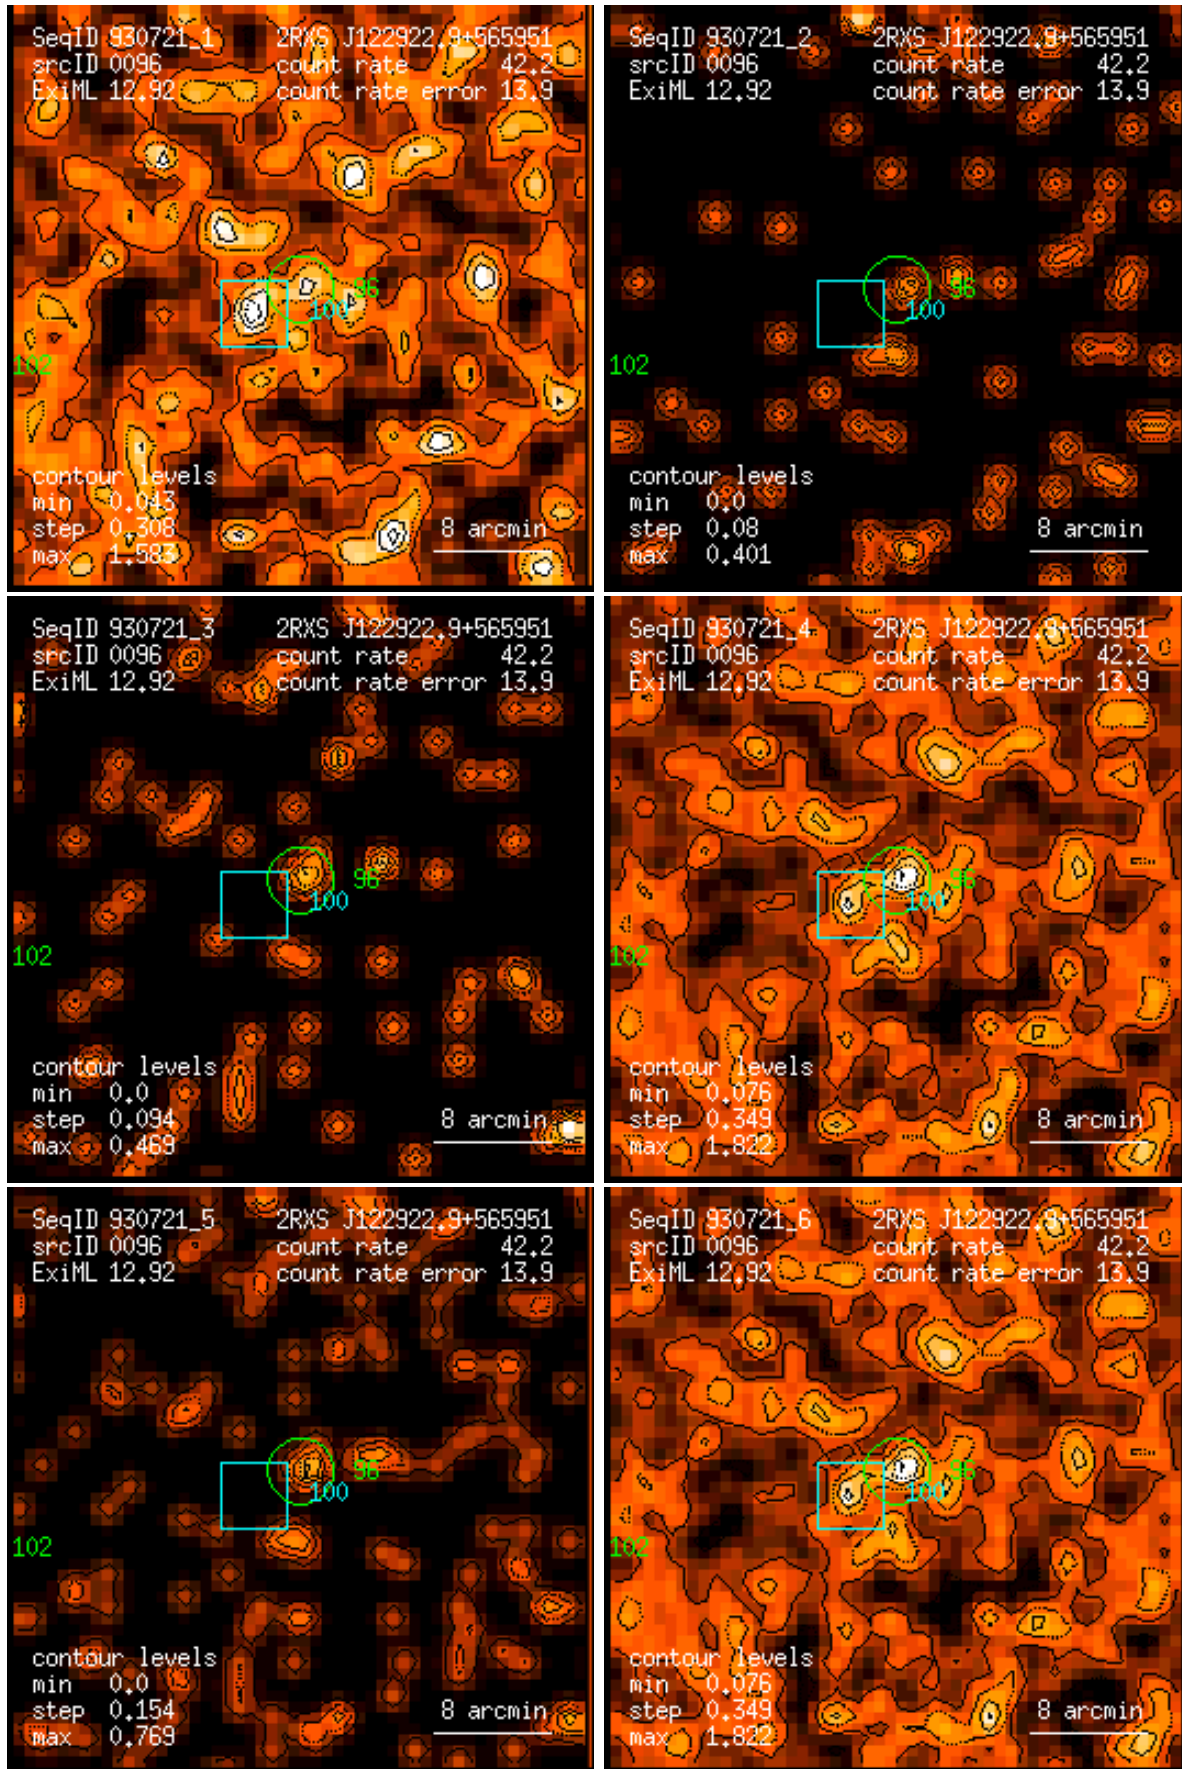 SeqID 930721_1 2RXS J122922.9+565951
srcID 0096 count rate 42.2
ExiML 12.92 count rate error 13.9
96
100
102
contour levels
min 0.043
step 0.308 8 arcmin
max 1.583
SeqID 930721_2 2RXS J122922.9+565951
srcID 0096 count rate 42.2
ExiML 12.92 count rate error 13.9
96
100
102
contour levels
min 0.0
step 0.08 8 arcmin
max 0.401
SeqID 930721_3 2RXS J122922.9+565951
srcID 0096 count rate 42.2
ExiML 12.92 count rate error 13.9
96
100
102
contour levels
min 0.0
step 0.094 8 arcmin
max 0.469
SeqID 930721_4 2RXS J122922.9+565951
srcID 0096 count rate 42.2
ExiML 12.92 count rate error 13.9
96
100
102
contour levels
min 0.076
step 0.349 8 arcmin
max 1.822
SeqID 930721_5 2RXS J122922.9+565951
srcID 0096 count rate 42.2
ExiML 12.92 count rate error 13.9
96
100
102
contour levels
min 0.0
step 0.154 8 arcmin
max 0.769
SeqID 930721_6 2RXS J122922.9+565951
srcID 0096 count rate 42.2
ExiML 12.92 count rate error 13.9
96
100
102
contour levels
min 0.076
step 0.349 8 arcmin
max 1.822